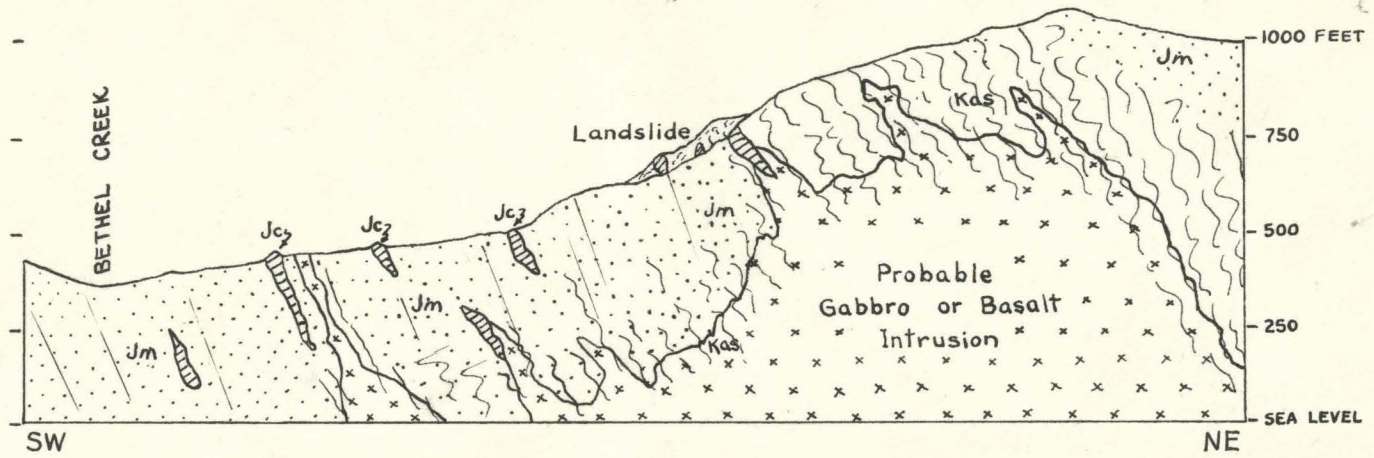 1000 FEET
Jm
Kas
BETHEL CREEK
Landslide
750
Jc
Jc
Jc
Jm
500
Probable
Gabbro or Basalt
Intrusion
Jm
250
Jm
Kas
SEA LEVEL
SW
NE